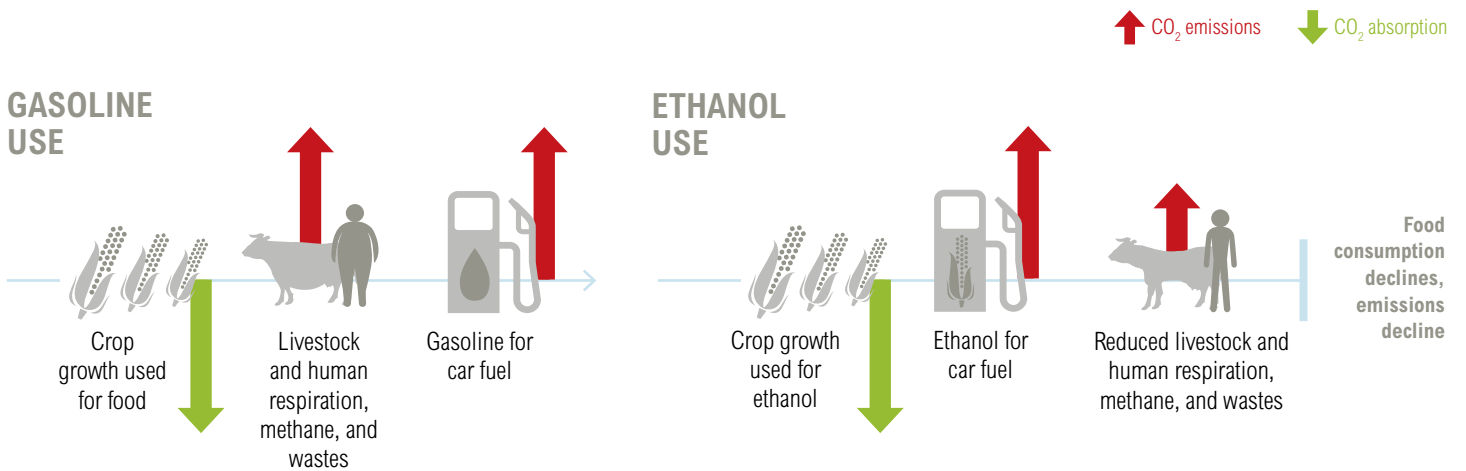 CO₂ emissions
CO₂ absorption
GASOLINE
USE
Crop
growth used
for food
Livestock
and human
respiration,
methane, and
wastes
Gasoline for
car fuel
ETHANOL
USE
Crop growth
used for
ethanol
Ethanol for
car fuel
Reduced livestock and
human respiration,
methane, and wastes
Food
consumption
declines,
emissions
decline